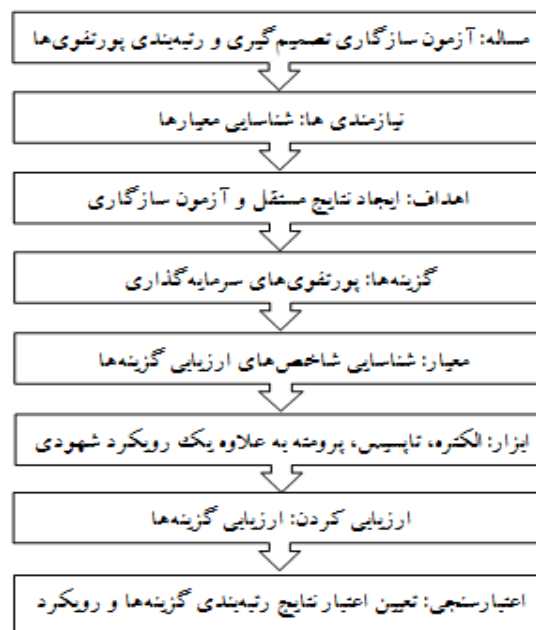 مساله: آزمون سازگاری تصمیم‌گیری و رتبه‌بندی پورتفوی‌ها
نیازمندی ها: شناسایی معیارها
اهداف: ایجاد نتایج مستقل و آزمون سازگاری
گزینه‌ها: پورتفوی‌های سرمایه‌گذاری
معیار: شناسایی شاخص‌های ارزیابی گزینه‌ها
ابزار: الکتره، تاپسیس، پرومته به علاوه یک رویکرد شهودی
ارزیابی کردن: ارزیابی گزینه‌ها
اعتبارسنجی: تعیین اعتبار نتایج رتبه‌بندی گزینه‌ها و رویکرد